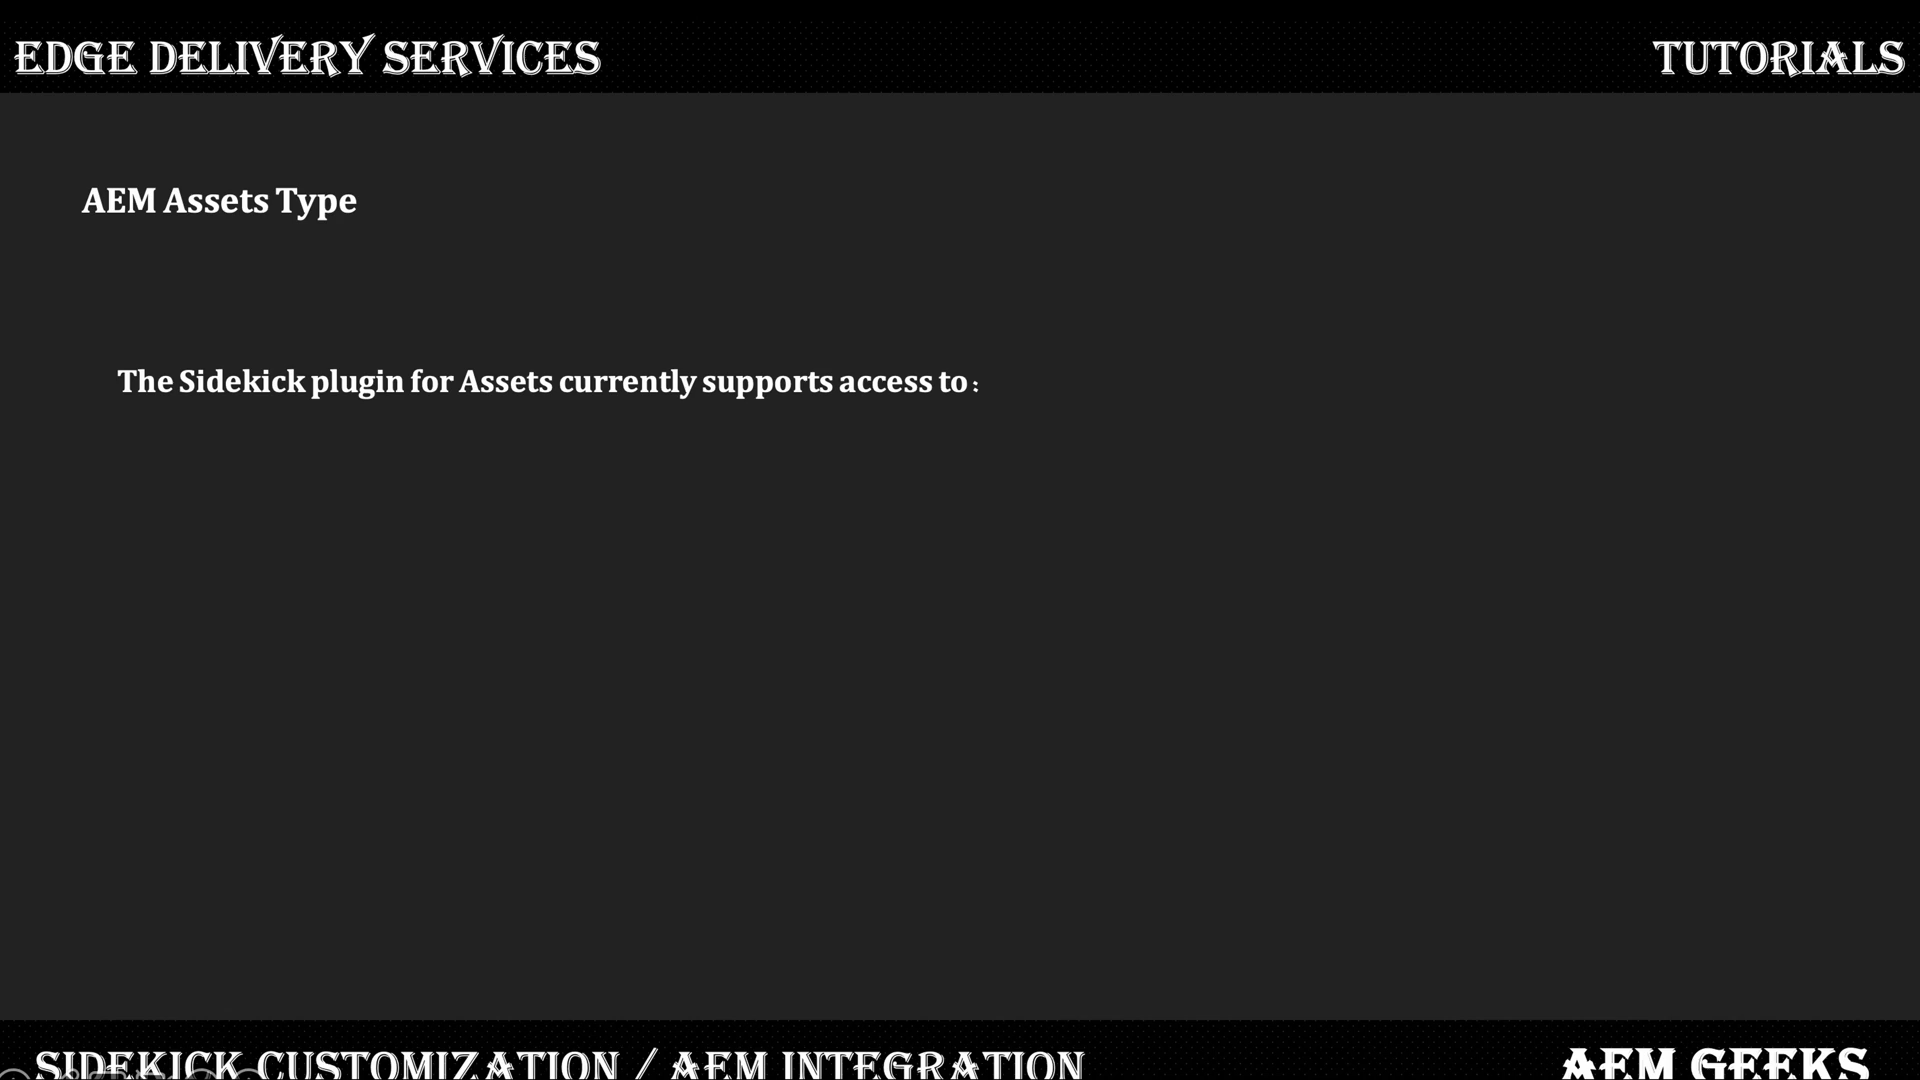 EDGE DELIVERY SERVICES
TUTORIALS
AEM Assets Type
The Sidekick plugin for Assets currently supports access to :
SIDEKICK CUSTOMIZATION / AEM INTEGRATION
AEM GEEKS